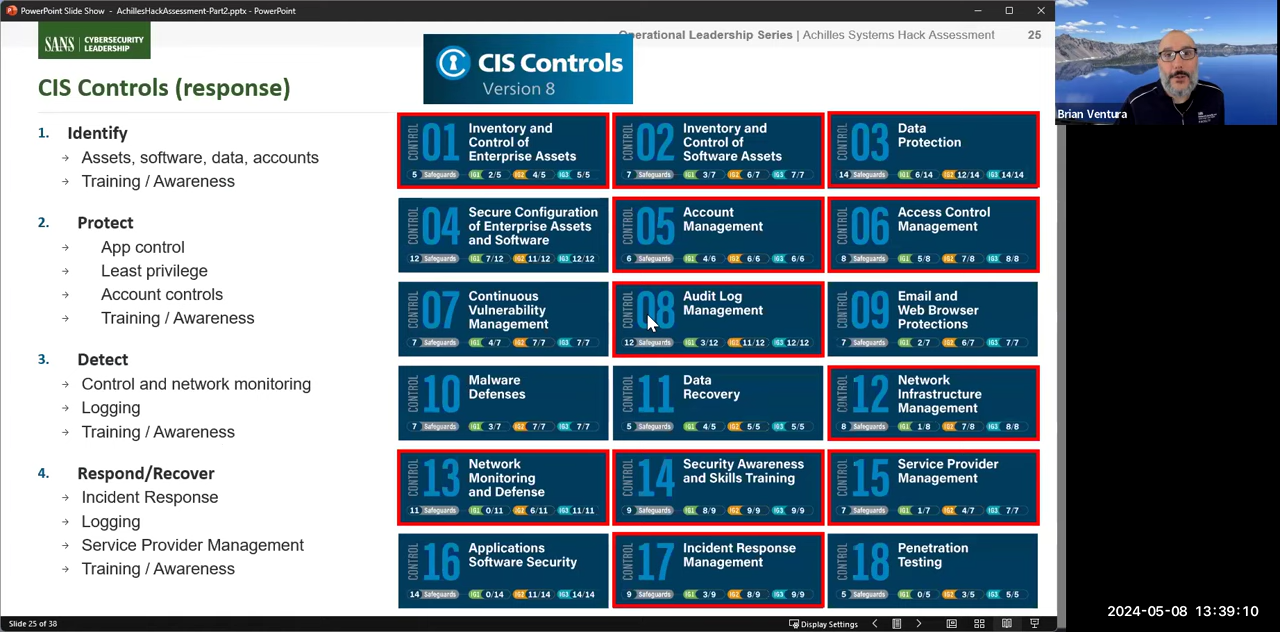 PowerPoint Slide Show - AchillesHackAssessment-Part2.pptx - PowerPoint
SANS CYBERSECURITY LEADERSHIP
Operational Leadership Series | Achilles Systems Hack Assessment 25
CIS Controls
Version 8
CIS Controls (response)
1. Identify
→ Assets, software, data, accounts
→ Training / Awareness
2. Protect
→ App control
→ Least privilege
→ Account controls
→ Training / Awareness
3. Detect
→ Control and network monitoring
→ Logging
→ Training / Awareness
4. Respond/Recover
→ Incident Response
→ Logging
→ Service Provider Management
→ Training / Awareness
CONTROL 01 Inventory and
Control of
Enterprise Assets
5 Safeguards IG1 2/5 IG2 4/5 IG3 5/5
CONTROL 02 Inventory and
Control of
Software Assets
7 Safeguards IG1 3/7 IG2 6/7 IG3 7/7
CONTROL 03 Data
Protection
14 Safeguards IG1 6/14 IG2 12/14 IG3 14/14
CONTROL 04 Secure Configuration
of Enterprise Assets
and Software
12 Safeguards IG1 7/12 IG2 11/12 IG3 12/12
CONTROL 05 Account
Management
6 Safeguards IG1 4/6 IG2 6/6 IG3 6/6
CONTROL 06 Access Control
Management
8 Safeguards IG1 5/8 IG2 7/8 IG3 8/8
CONTROL 07 Continuous
Vulnerability
Management
7 Safeguards IG1 4/7 IG2 7/7 IG3 7/7
CONTROL 08 Audit Log
Management
12 Safeguards IG1 3/12 IG2 11/12 IG3 12/12
CONTROL 09 Email and
Web Browser
Protections
7 Safeguards IG1 2/7 IG2 6/7 IG3 7/7
CONTROL 10 Malware
Defenses
7 Safeguards IG1 3/7 IG2 7/7 IG3 7/7
CONTROL 11 Data
Recovery
5 Safeguards IG1 4/5 IG2 5/5 IG3 5/5
CONTROL 12 Network
Infrastructure
Management
8 Safeguards IG1 1/8 IG2 7/8 IG3 8/8
CONTROL 13 Network
Monitoring
and Defense
11 Safeguards IG1 0/11 IG2 6/11 IG3 11/11
CONTROL 14 Security Awareness
and Skills Training
9 Safeguards IG1 8/9 IG2 9/9 IG3 9/9
CONTROL 15 Service Provider
Management
7 Safeguards IG1 1/7 IG2 4/7 IG3 7/7
CONTROL 16 Applications
Software Security
14 Safeguards IG1 0/14 IG2 11/14 IG3 14/14
CONTROL 17 Incident Response
Management
9 Safeguards IG1 3/9 IG2 8/9 IG3 9/9
CONTROL 18 Penetration
Testing
5 Safeguards IG1 0/5 IG2 3/5 IG3 5/5
Brian Ventura
2024-05-08 13:39:10
Slide 25 of 38
Display Settings